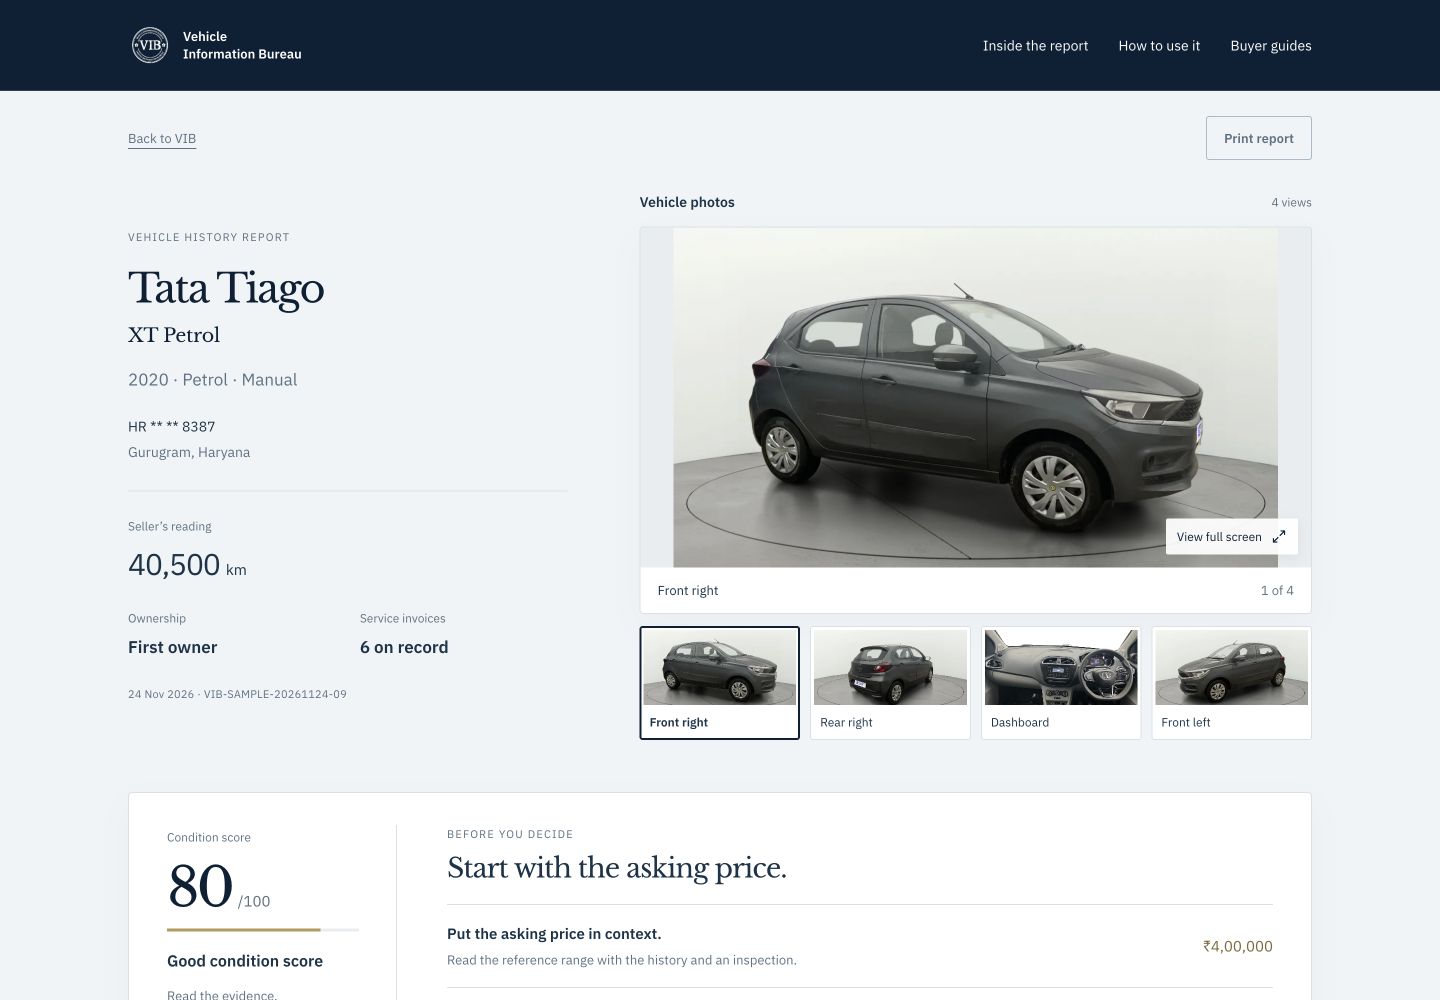 VIB
Vehicle
Information Bureau
Inside the report
How to use it
Buyer guides
Back to VIB
Print report
VEHICLE HISTORY REPORT
Tata Tiago
XT Petrol
2020 · Petrol · Manual
HR ** ** 8387
Gurugram, Haryana
Seller’s reading
40,500 km
Ownership
First owner
Service invoices
6 on record
24 Nov 2026 · VIB-SAMPLE-20261124-09
Vehicle photos
4 views
View full screen
Front right
1 of 4
Front right
Rear right
Dashboard
Front left
Condition score
80 /100
Good condition score
Read the evidence.
BEFORE YOU DECIDE
Start with the asking price.
Put the asking price in context.
Read the reference range with the history and an inspection.
₹4,00,000